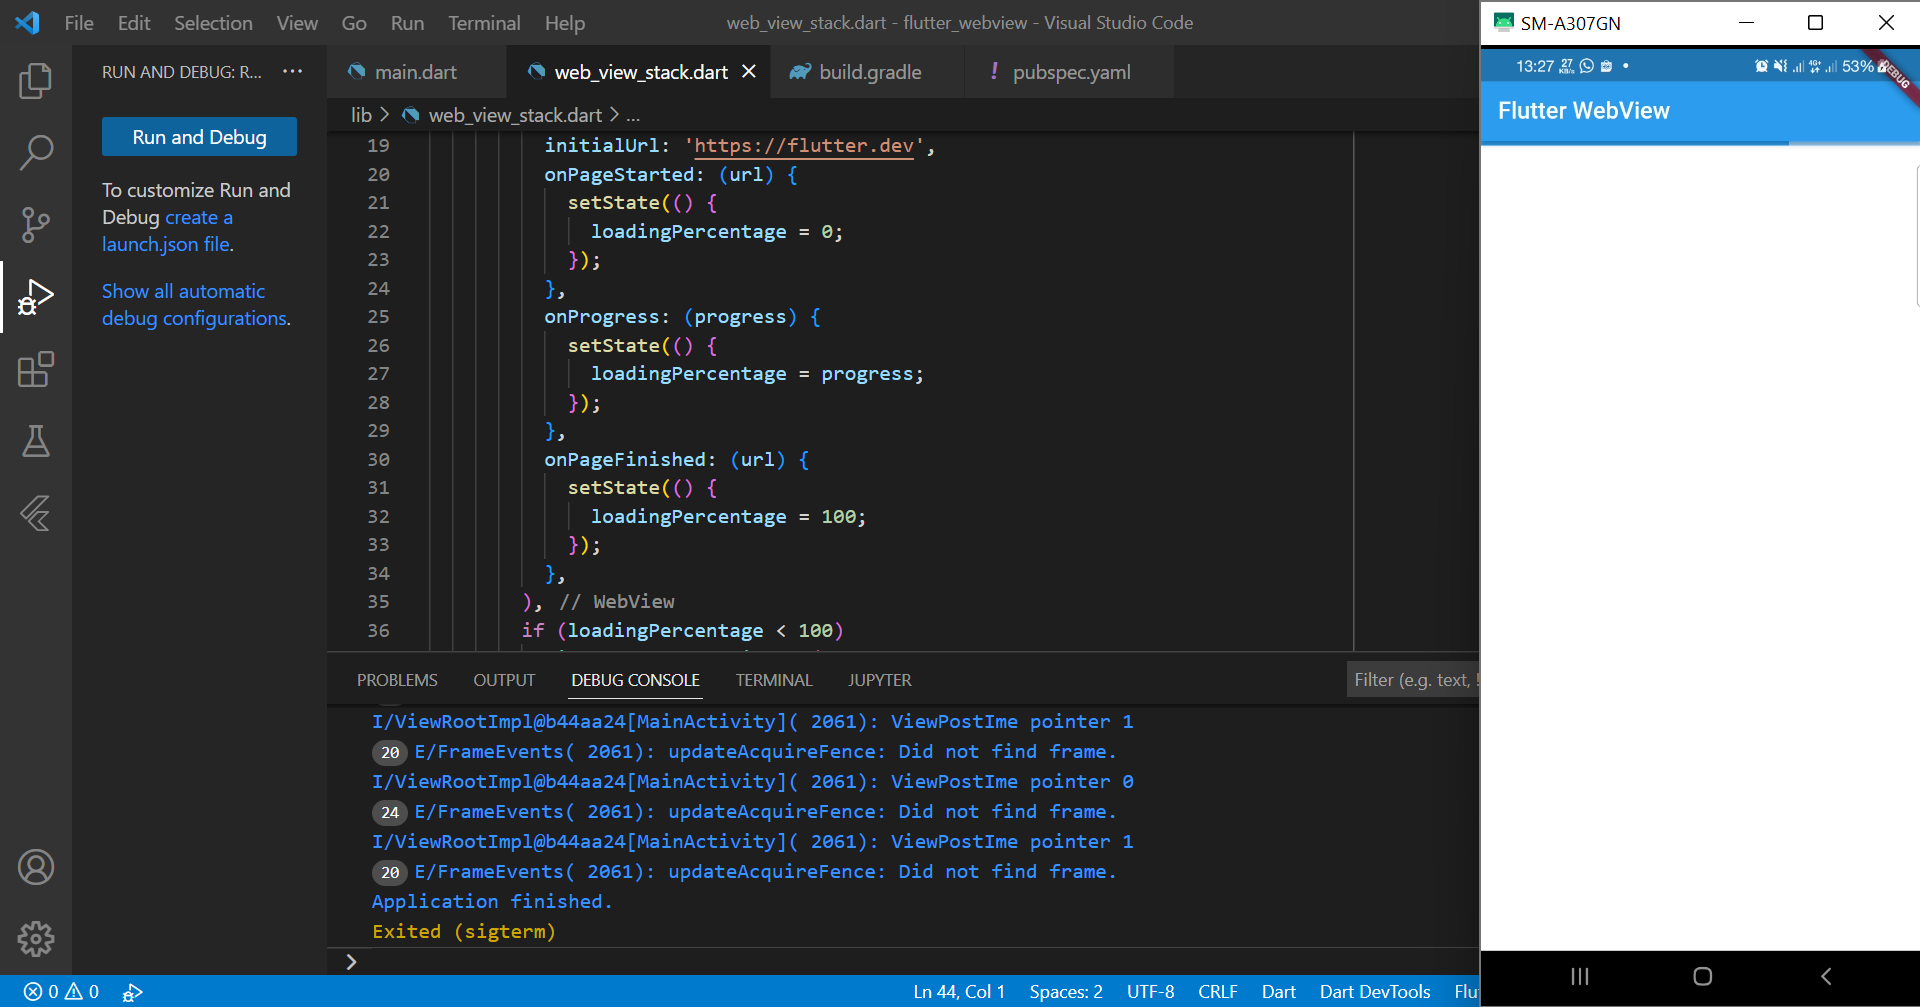 File Edit Selection View Go Run Terminal Help
web_view_stack.dart - flutter_webview - Visual Studio Code
RUN AND DEBUG: R... ...
Run and Debug
To customize Run and
Debug create a
launch.json file.
Show all automatic
debug configurations.
main.dart
web_view_stack.dart
build.gradle
! pubspec.yaml
lib > web_view_stack.dart > ...
19 initialUrl: 'https://flutter.dev',
20 onPageStarted: (url) {
21 setState(() {
22 loadingPercentage = 0;
23 });
24 },
25 onProgress: (progress) {
26 setState(() {
27 loadingPercentage = progress;
28 });
29 },
30 onPageFinished: (url) {
31 setState(() {
32 loadingPercentage = 100;
33 });
34 },
35 ), // WebView
36 if (loadingPercentage < 100)
PROBLEMS OUTPUT DEBUG CONSOLE TERMINAL JUPYTER
Filter (e.g. text, !
I/ViewRootImpl@b44aa24[MainActivity]( 2061): ViewPostIme pointer 1
20 E/FrameEvents( 2061): updateAcquireFence: Did not find frame.
I/ViewRootImpl@b44aa24[MainActivity]( 2061): ViewPostIme pointer 0
24 E/FrameEvents( 2061): updateAcquireFence: Did not find frame.
I/ViewRootImpl@b44aa24[MainActivity]( 2061): ViewPostIme pointer 1
20 E/FrameEvents( 2061): updateAcquireFence: Did not find frame.
Application finished.
Exited (sigterm)
>
0 0
Ln 44, Col 1 Spaces: 2 UTF-8 CRLF Dart Dart DevTools Flu
SM-A307GN
13:27 27 KB/s 4G+ 53%
DEBUG
Flutter WebView